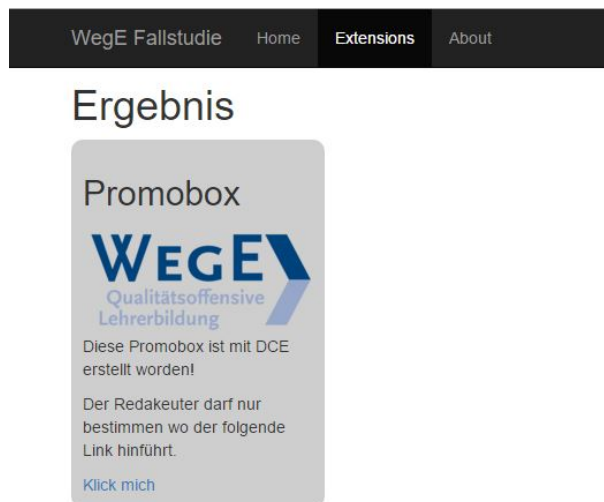 WegE Fallstudie Home Extensions About
Ergebnis
Promobox
WEGE
Qualitätsoffensive
Lehrerbildung
Diese Promobox ist mit DCE
erstellt worden!
Der Redakeuter darf nur
bestimmen wo der folgende
Link hinführt.
Klick mich